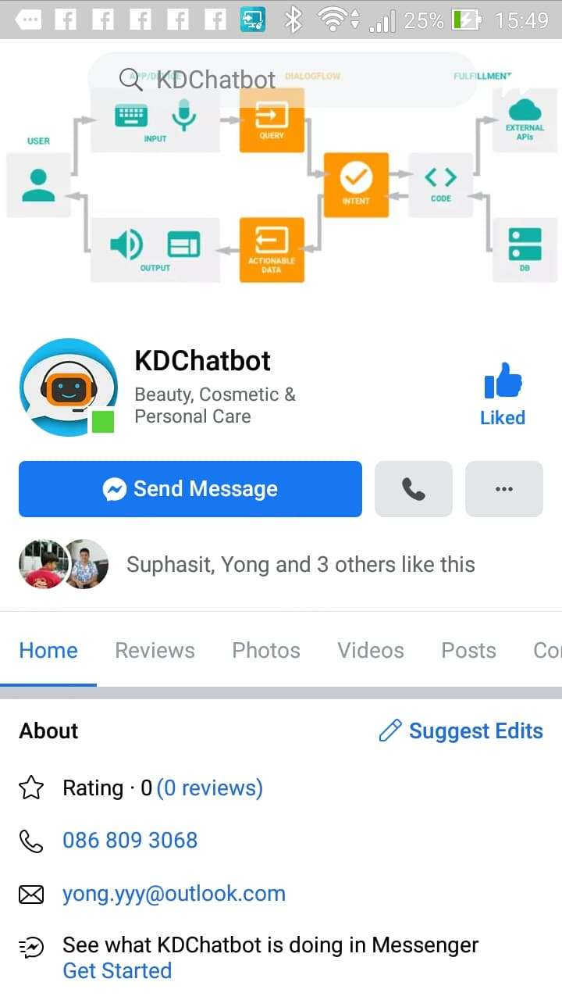 25% 15:49
KDChatbot
DIALOGFLOW
FULFILLMENT
USER
INPUT
QUERY
EXTERNAL
APIs
INTENT
CODE
OUTPUT
ACTIONABLE
DATA
DB
KDChatbot
Beauty, Cosmetic &
Personal Care
Liked
Send Message
Suphasit, Yong and 3 others like this
Home Reviews Photos Videos Posts
About
Suggest Edits
Rating · 0 (0 reviews)
086 809 3068
yong.yyy@outlook.com
See what KDChatbot is doing in Messenger
Get Started